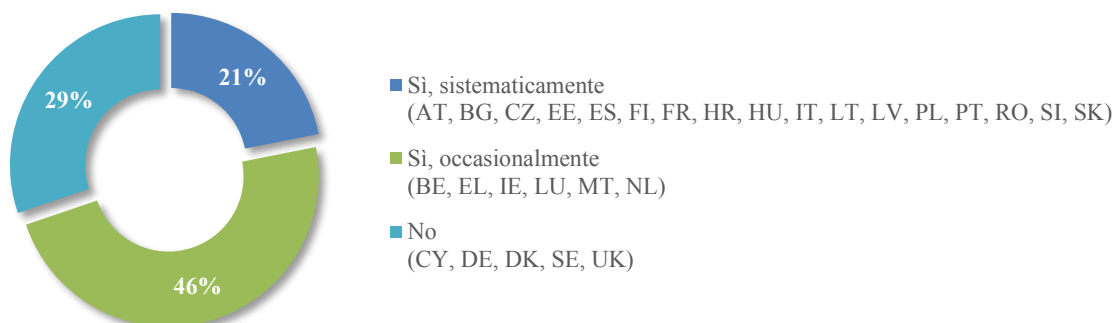 21%
29%
46%
Sì, sistematicamente
(AT, BG, CZ, EE, ES, FI, FR, HR, HU, IT, LT, LV, PL, PT, RO, SI, SK)
Sì, occasionalmente
(BE, EL, IE, LU, MT, NL)
No
(CY, DE, DK, SE, UK)